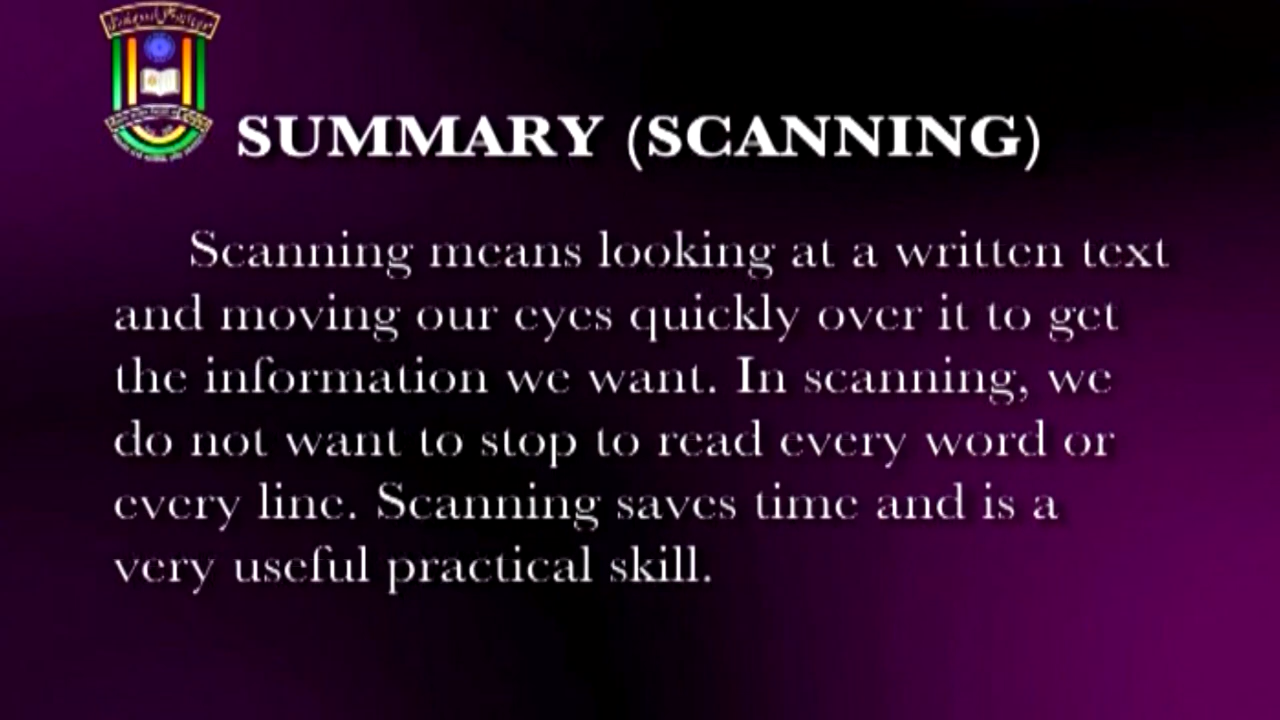 SUMMARY (SCANNING)
Scanning means looking at a written text
and moving our eyes quickly over it to get
the information we want. In scanning, we
do not want to stop to read every word or
every line. Scanning saves time and is a
very useful practical skill.